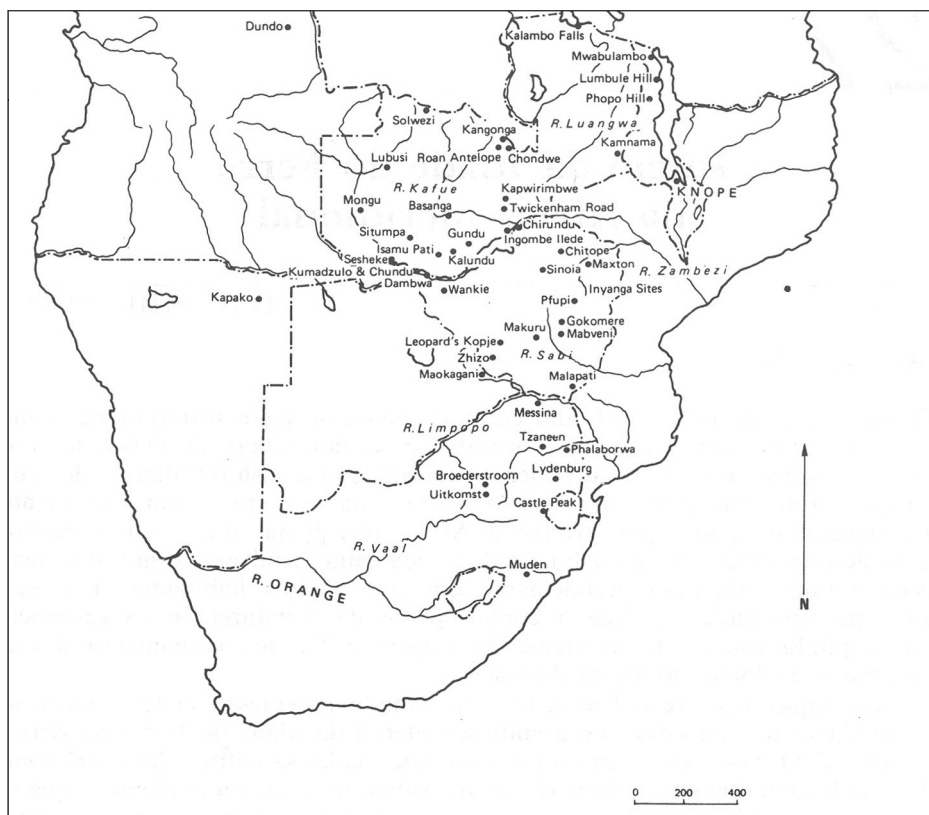 Dundo
Kalambo Falls
Mwabulambo
Lumbule Hill
Phopo Hill
R. Luangwa
Solwezi
Kangonga
Kamnama
Lubusi
Roan Antelope
Chondwe
R. Kafue
KNOPE
Kapwirimbwe
Mongu
Basanga
Twickenham Road
Chirundu
Situmpa
Gundu
Ingombe Ilede
Isamu Pati
Chitope
Sesheke
Kalundu
Maxton
R. Zambezi
Kumadzulo & Chundu
Sinoia
Dambwa
Wankie
Inyanga Sites
Kapako
Pfupi
Gokomere
Makuru
Mabveni
Leopard's Kopje
R. Sabi
Zhizo
Maokagani
Malapati
Messina
R. Limpopo
Tzaneen
Phalaborwa
Lydenburg
Broederstroom
Uitkomst
Castle Peak
R. Vaal
Muden
R. ORANGE
N
0 200 400